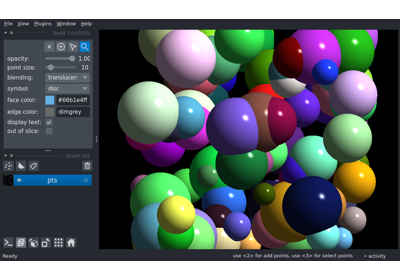 File View Plugins Window Help
layer controls
opacity: 1.00
point size: 10
blending: translucen
symbol: disc
face color: #66b1e4ff
edge color: dimgrey
display text: ✓
out of slice:
layer list
pts
Ready
use <2> for add points, use <3> for select points
activity